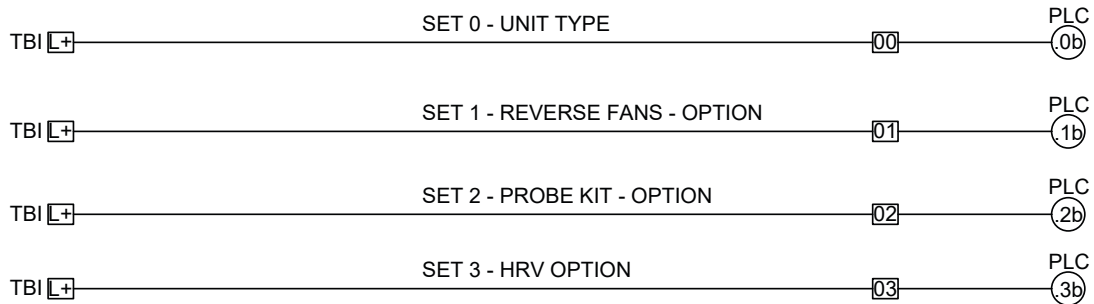 SET 0 - UNIT TYPE
PLC
TBI L+ 00 .0b
SET 1 - REVERSE FANS - OPTION
PLC
TBI L+ 01 .1b
SET 2 - PROBE KIT - OPTION
PLC
TBI L+ 02 .2b
SET 3 - HRV OPTION
PLC
TBI L+ 03 .3b